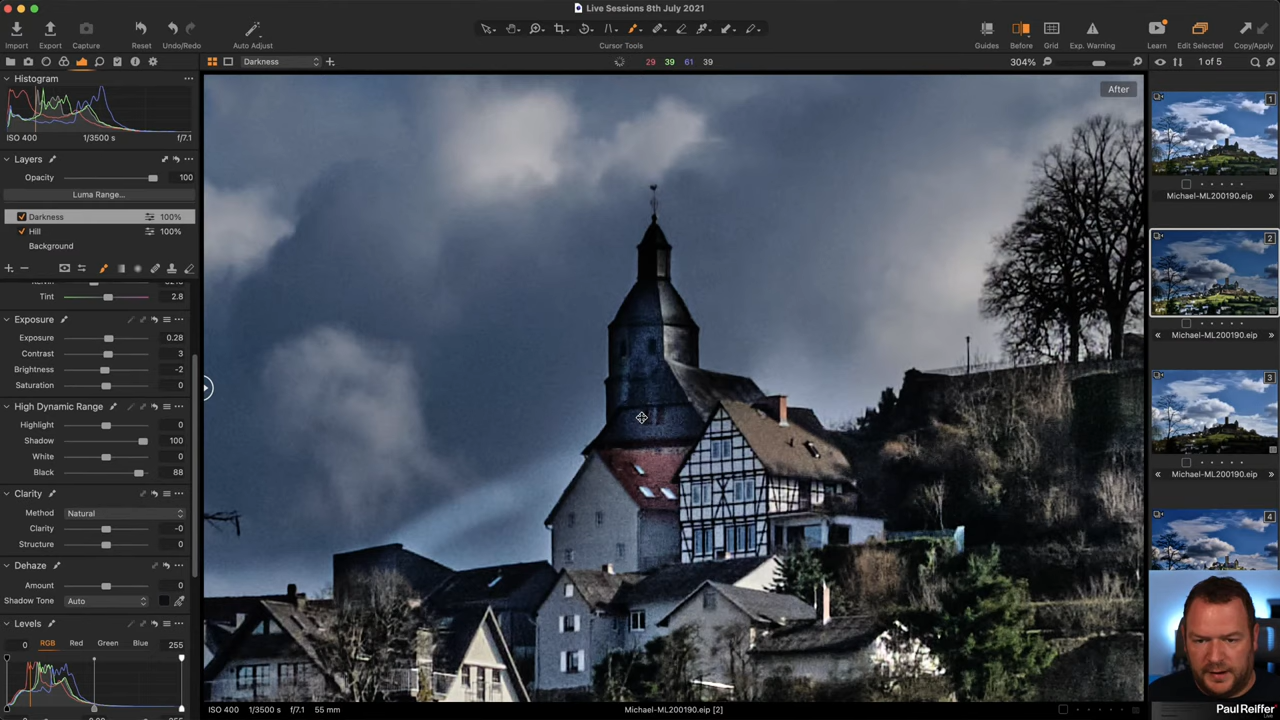 Live Sessions 8th July 2021
Import
Export
Capture
Reset
Undo/Redo
Auto Adjust
Cursor Tools
Guides
Before
Grid
Exp. Warning
Learn
Edit Selected
Copy/Apply
Darkness
29 39 61 39
304%
1 of 5
Histogram
ISO 400 1/3500 s f/7.1
Layers
Opacity 100
Luma Range...
Darkness 100%
Hill 100%
Background
Tint 2.8
Exposure
Exposure 0.28
Contrast 3
Brightness -2
Saturation 0
High Dynamic Range
Highlight 0
Shadow 100
White 0
Black 88
Clarity
Method Natural
Clarity -0
Structure 0
Dehaze
Amount 0
Shadow Tone Auto
Levels
0 RGB Red Green Blue 255
After
1
Michael-ML200190.eip
2
Michael-ML200190.eip
3
Michael-ML200190.eip
4
ISO 400 1/3500 s f/7.1 55 mm
Michael-ML200190.eip [2]
Paul Reiffer
Live